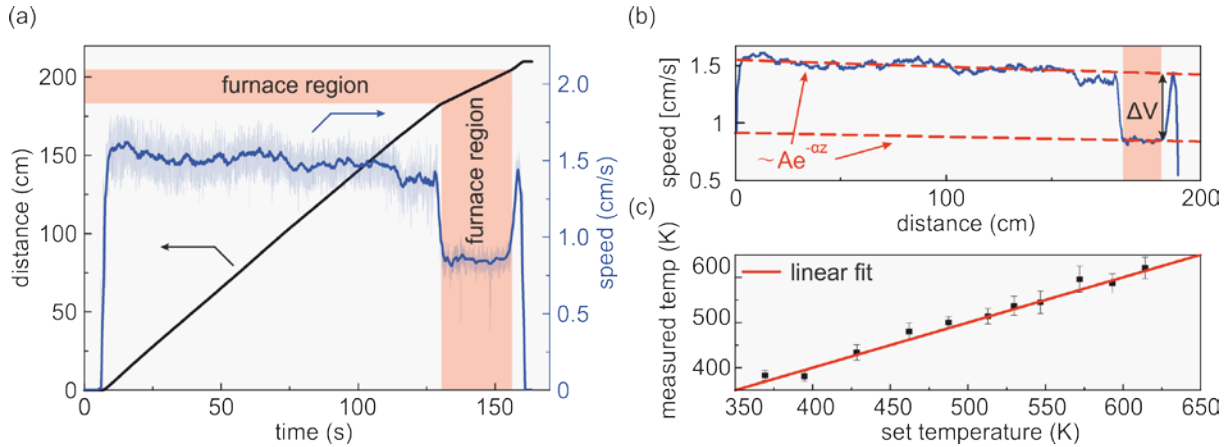 (a)
distance (cm)
200
150
100
50
0
furnace region
furnace region
2.0
1.5
1.0
0.5
0
speed (cm/s)
0
50
100
150
time (s)
(b)
speed [cm/s]
1.5
1
0.5
~Ae^-αz
ΔV
0
100
200
distance (cm)
(c)
measured temp (K)
600
500
400
linear fit
350
400
450
500
550
600
650
set temperature (K)